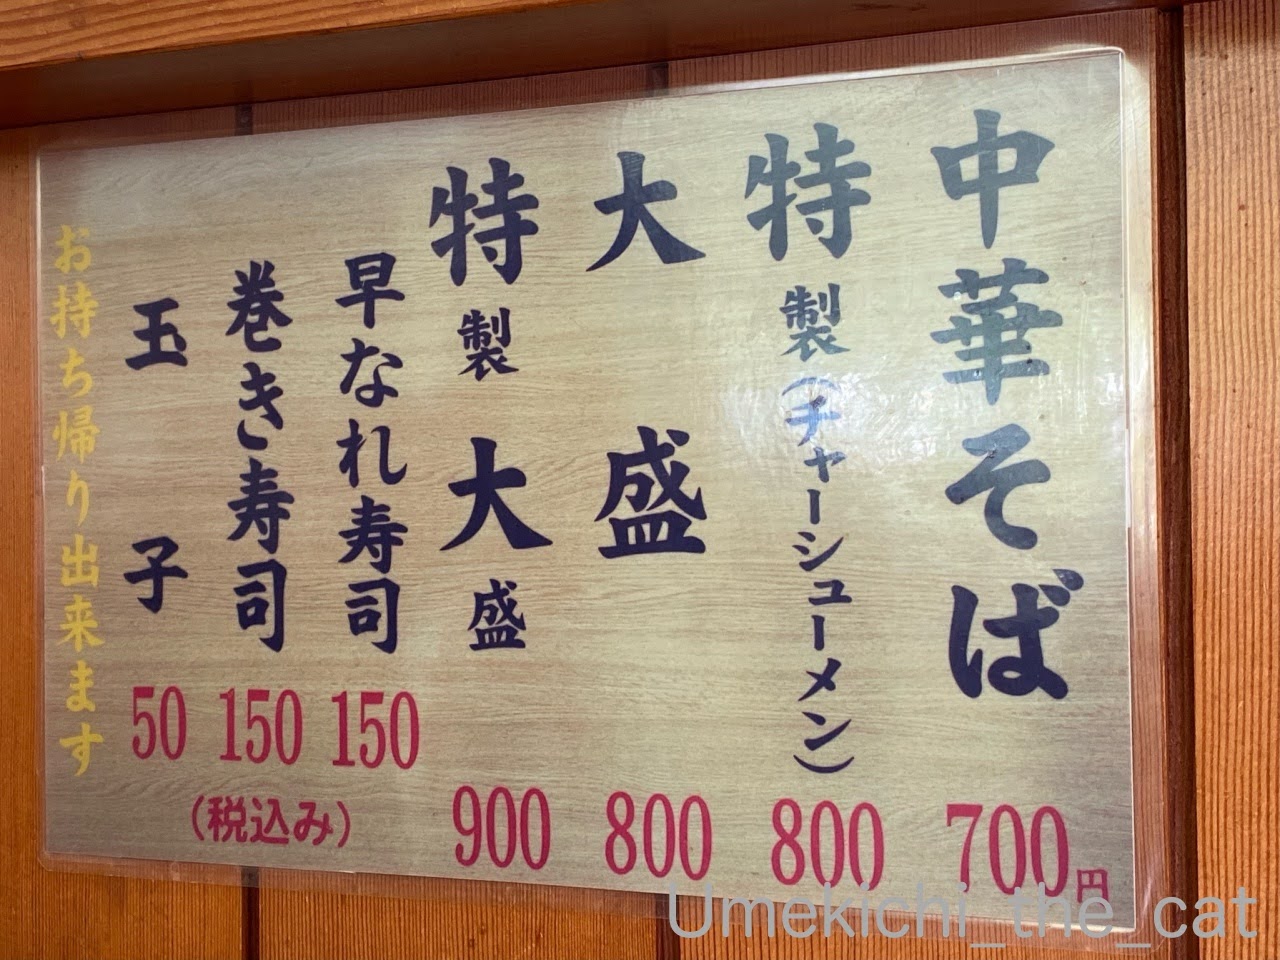 中華そば 700円
特製(チャーシューメン) 800
大盛 800
特製大盛 900
早なれ寿司 150
巻き寿司 150
玉子 50
(税込み)
お持ち帰り出来ます
Umekichi_the_cat